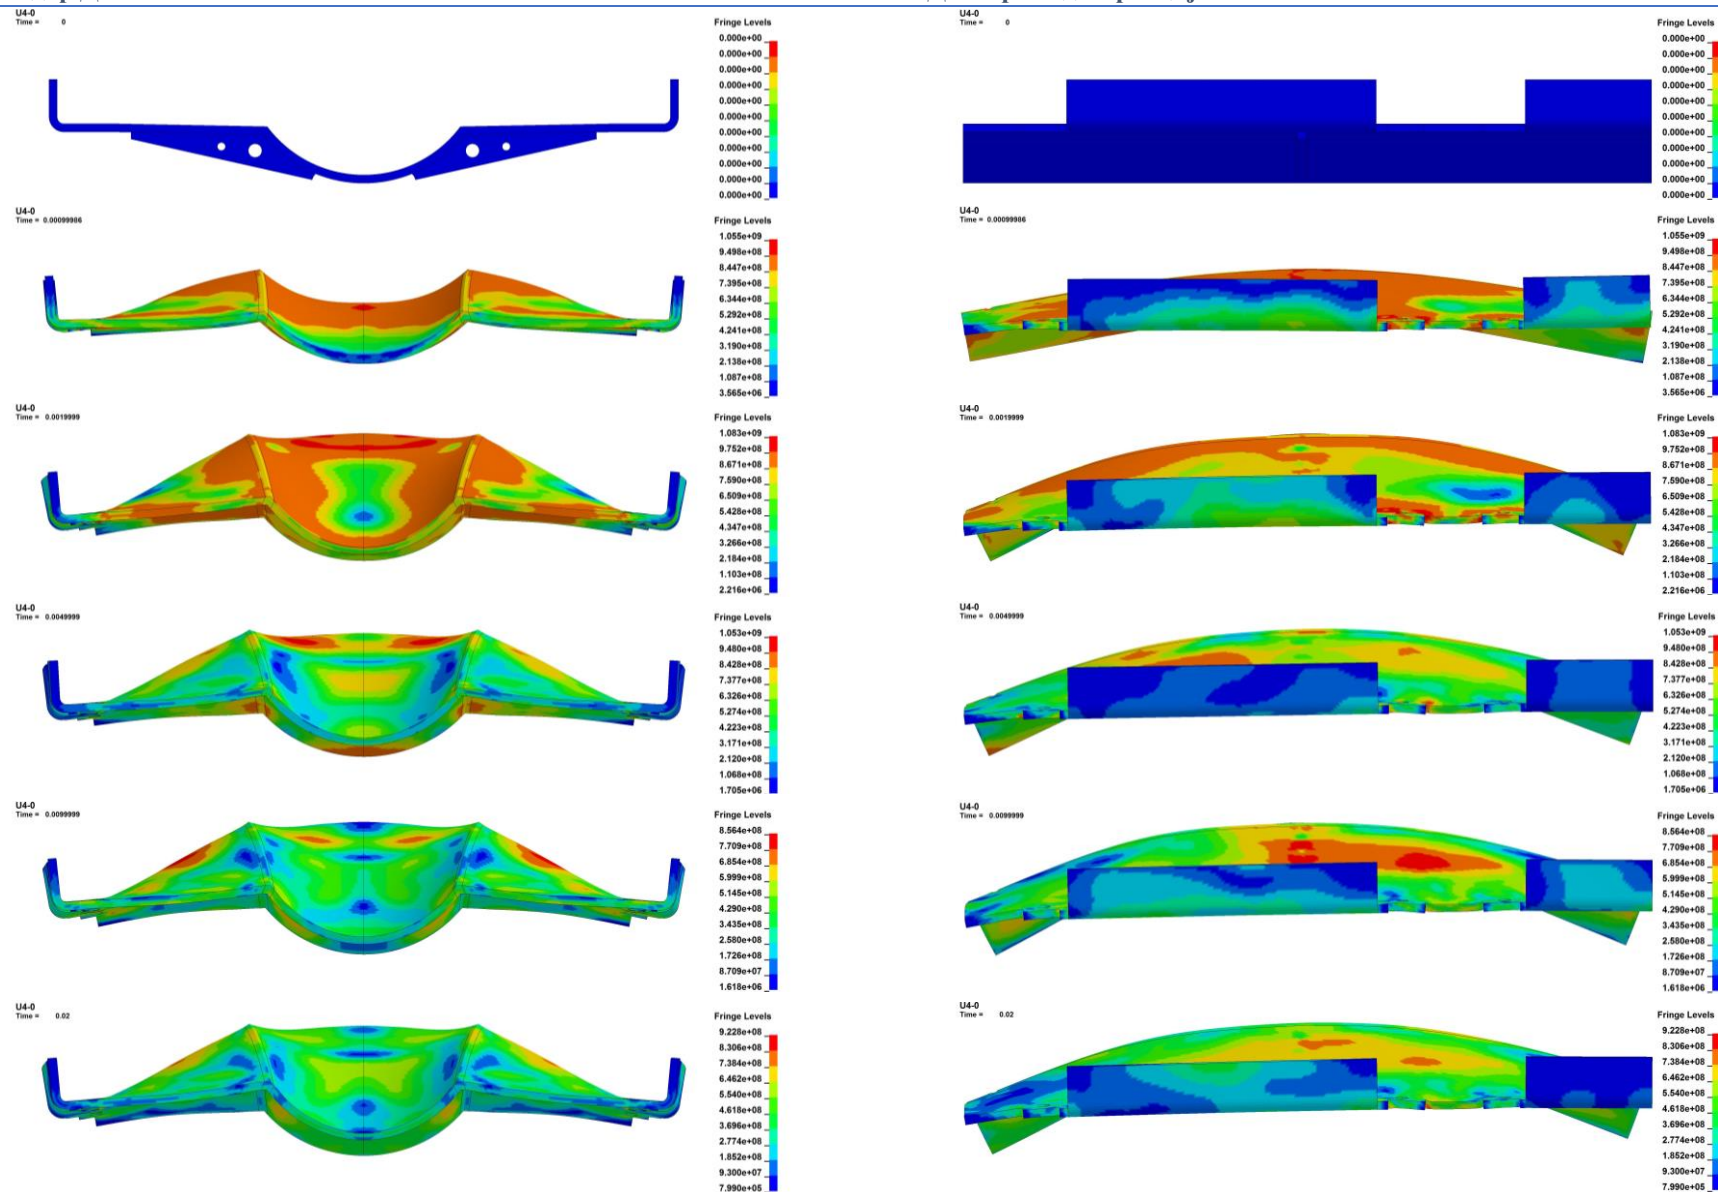 U4-0
Time = 0
Fringe Levels
0.000e+00
0.000e+00
0.000e+00
0.000e+00
0.000e+00
0.000e+00
0.000e+00
0.000e+00
0.000e+00
0.000e+00
0.000e+00
U4-0
Time = 0
Fringe Levels
0.000e+00
0.000e+00
0.000e+00
0.000e+00
0.000e+00
0.000e+00
0.000e+00
0.000e+00
0.000e+00
0.000e+00
0.000e+00
U4-0
Time = 0.00099986
Fringe Levels
1.055e+09
9.498e+08
8.447e+08
7.395e+08
6.344e+08
5.292e+08
4.241e+08
3.190e+08
2.138e+08
1.087e+08
3.565e+06
U4-0
Time = 0.00099986
Fringe Levels
1.055e+09
9.498e+08
8.447e+08
7.395e+08
6.344e+08
5.292e+08
4.241e+08
3.190e+08
2.138e+08
1.087e+08
3.565e+06
U4-0
Time = 0.0019999
Fringe Levels
1.083e+09
9.752e+08
8.671e+08
7.590e+08
6.509e+08
5.428e+08
4.347e+08
3.266e+08
2.184e+08
1.103e+08
2.216e+06
U4-0
Time = 0.0019999
Fringe Levels
1.083e+09
9.752e+08
8.671e+08
7.590e+08
6.509e+08
5.428e+08
4.347e+08
3.266e+08
2.184e+08
1.103e+08
2.216e+06
U4-0
Time = 0.0049999
Fringe Levels
1.053e+09
9.480e+08
8.428e+08
7.377e+08
6.326e+08
5.274e+08
4.223e+08
3.171e+08
2.120e+08
1.068e+08
1.705e+06
U4-0
Time = 0.0049999
Fringe Levels
1.053e+09
9.480e+08
8.428e+08
7.377e+08
6.326e+08
5.274e+08
4.223e+08
3.171e+08
2.120e+08
1.068e+08
1.705e+06
U4-0
Time = 0.0099999
Fringe Levels
8.564e+08
7.709e+08
6.854e+08
5.999e+08
5.145e+08
4.290e+08
3.435e+08
2.580e+08
1.726e+08
8.709e+07
1.618e+06
U4-0
Time = 0.0099999
Fringe Levels
8.564e+08
7.709e+08
6.854e+08
5.999e+08
5.145e+08
4.290e+08
3.435e+08
2.580e+08
1.726e+08
8.709e+07
1.618e+06
U4-0
Time = 0.02
Fringe Levels
9.228e+08
8.306e+08
7.384e+08
6.462e+08
5.540e+08
4.618e+08
3.696e+08
2.774e+08
1.852e+08
9.300e+07
7.990e+05
U4-0
Time = 0.02
Fringe Levels
9.228e+08
8.306e+08
7.384e+08
6.462e+08
5.540e+08
4.618e+08
3.696e+08
2.774e+08
1.852e+08
9.300e+07
7.990e+05